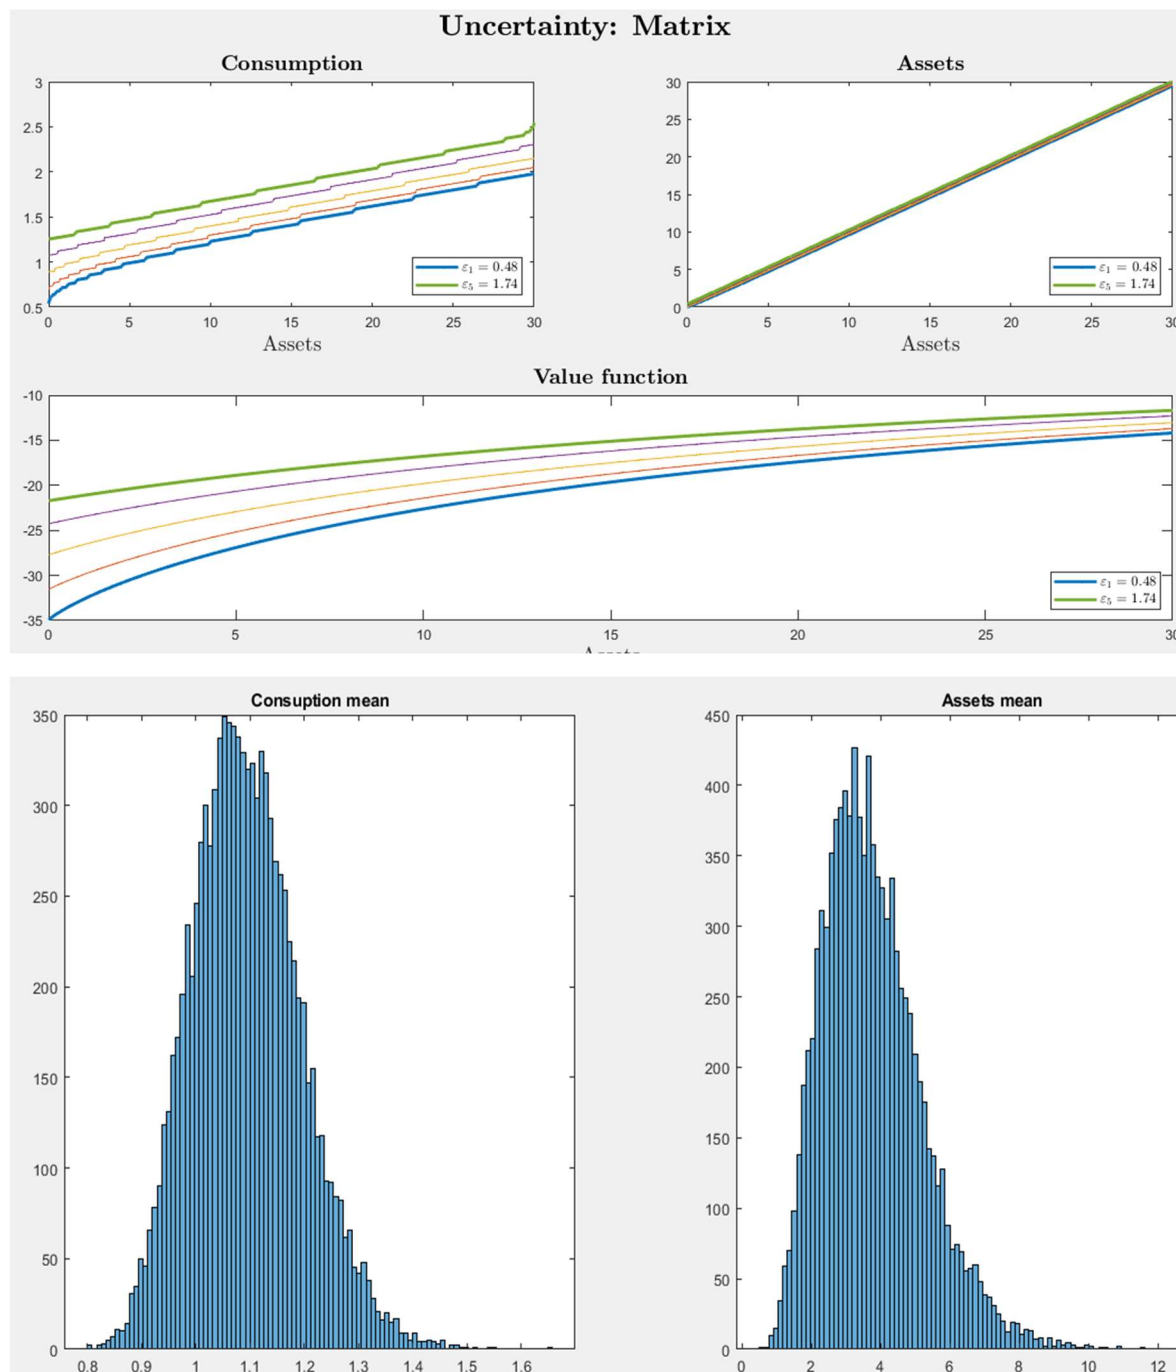 Uncertainty: Matrix
Consumption
3
2.5
2
1.5
1
0.5
0 5 10 15 20 25 30
Assets
ε1 = 0.48
ε5 = 1.74
Assets
30
25
20
15
10
5
0
0 5 10 15 20 25 30
Assets
ε1 = 0.48
ε5 = 1.74
Value function
-10
-15
-20
-25
-30
-35
0 5 10 15 20 25 30
ε1 = 0.48
ε5 = 1.74
Consuption mean
350
300
250
200
150
100
50
0
0.8 0.9 1 1.1 1.2 1.3 1.4 1.5 1.6
Assets mean
450
400
350
300
250
200
150
100
50
0
0 2 4 6 8 10 12